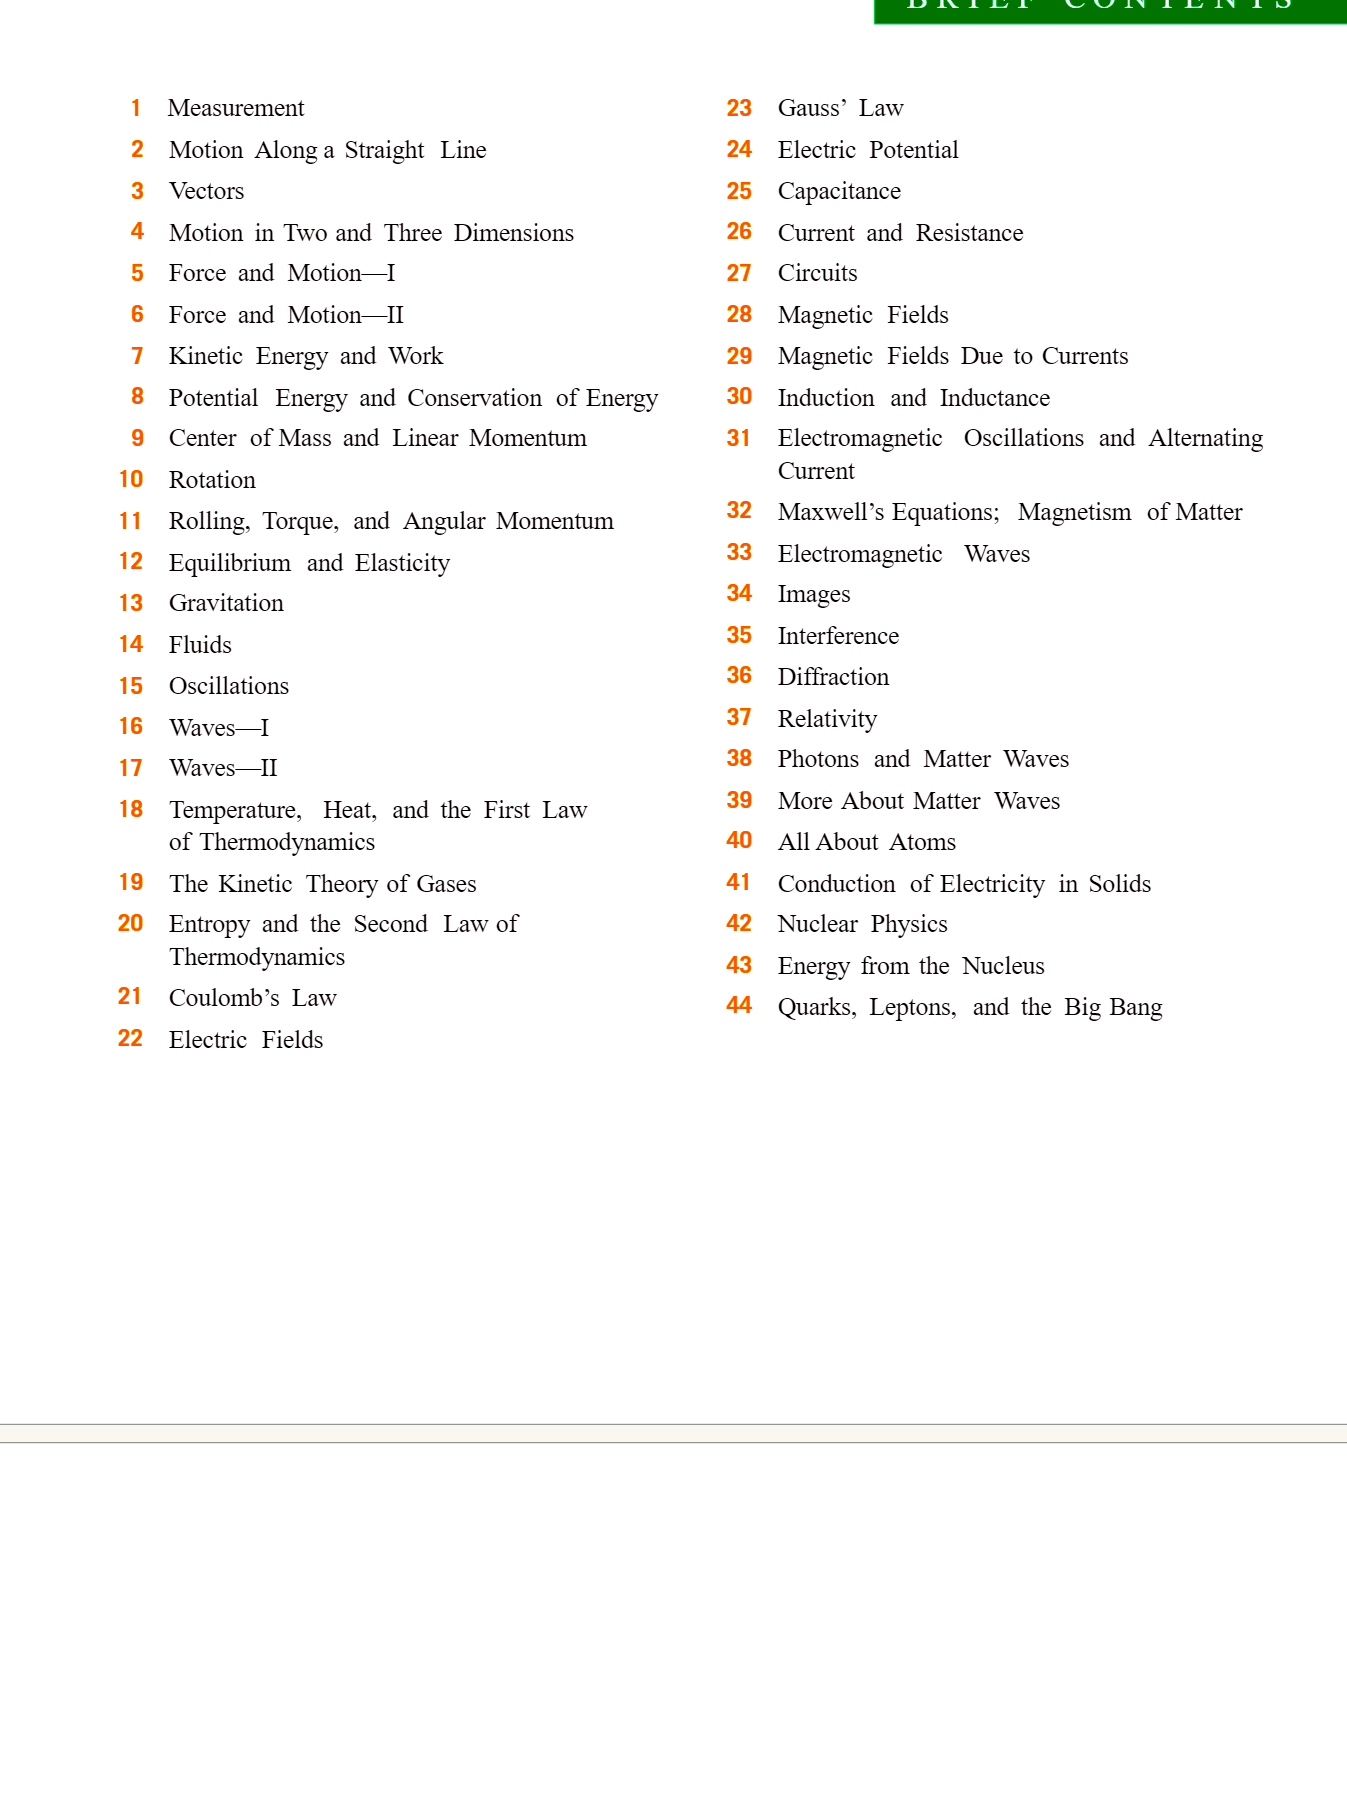 BRIEF CONTENTS
1 Measurement
2 Motion Along a Straight Line
3 Vectors
4 Motion in Two and Three Dimensions
5 Force and Motion—I
6 Force and Motion—II
7 Kinetic Energy and Work
8 Potential Energy and Conservation of Energy
9 Center of Mass and Linear Momentum
10 Rotation
11 Rolling, Torque, and Angular Momentum
12 Equilibrium and Elasticity
13 Gravitation
14 Fluids
15 Oscillations
16 Waves—I
17 Waves—II
18 Temperature, Heat, and the First Law
of Thermodynamics
19 The Kinetic Theory of Gases
20 Entropy and the Second Law of
Thermodynamics
21 Coulomb’s Law
22 Electric Fields
23 Gauss’ Law
24 Electric Potential
25 Capacitance
26 Current and Resistance
27 Circuits
28 Magnetic Fields
29 Magnetic Fields Due to Currents
30 Induction and Inductance
31 Electromagnetic Oscillations and Alternating
Current
32 Maxwell’s Equations; Magnetism of Matter
33 Electromagnetic Waves
34 Images
35 Interference
36 Diffraction
37 Relativity
38 Photons and Matter Waves
39 More About Matter Waves
40 All About Atoms
41 Conduction of Electricity in Solids
42 Nuclear Physics
43 Energy from the Nucleus
44 Quarks, Leptons, and the Big Bang